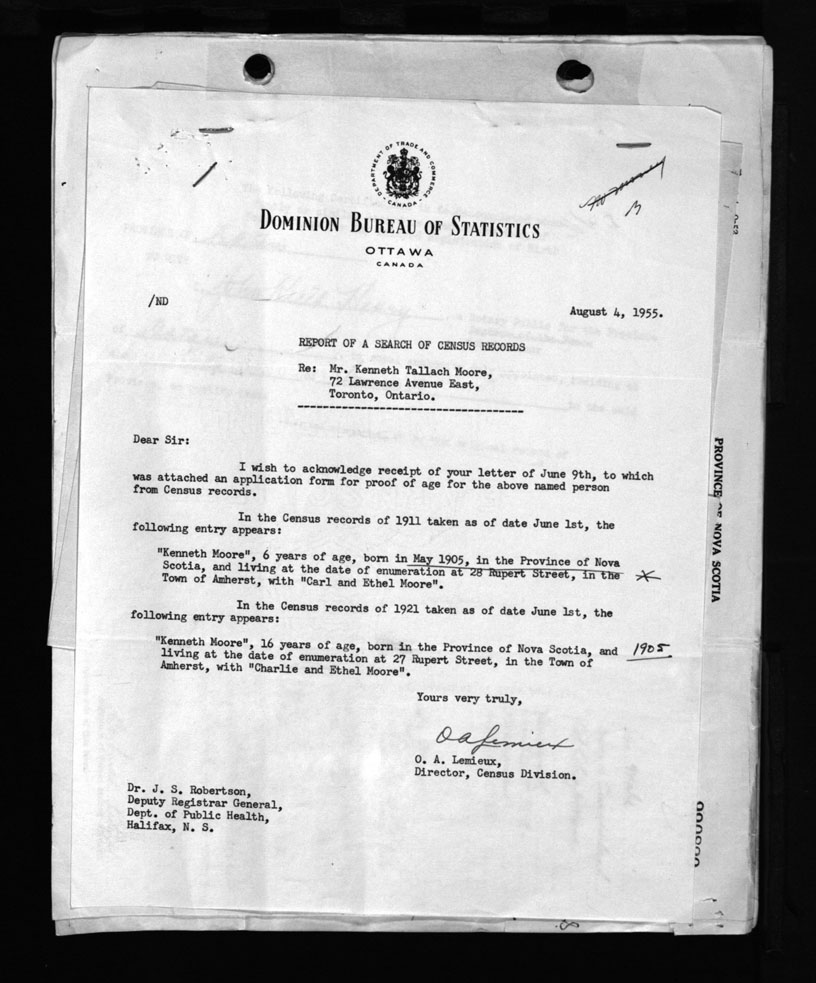 DEPARTMENT OF TRADE AND COMMERCE
- CANADA -
DOMINION BUREAU OF STATISTICS
OTTAWA
CANADA
/ND
August 4, 1955.
REPORT OF A SEARCH OF CENSUS RECORDS
Re: Mr. Kenneth Tallach Moore,
72 Lawrence Avenue East,
Toronto, Ontario.
Dear Sir:
I wish to acknowledge receipt of your letter of June 9th, to which
was attached an application form for proof of age for the above named person
from Census records.
In the Census records of 1911 taken as of date June 1st, the
following entry appears:
"Kenneth Moore", 6 years of age, born in May 1905, in the Province of Nova
Scotia, and living at the date of enumeration at 28 Rupert Street, in the
Town of Amherst, with "Carl and Ethel Moore".
In the Census records of 1921 taken as of date June 1st, the
following entry appears:
"Kenneth Moore", 16 years of age, born in the Province of Nova Scotia, and 1905
living at the date of enumeration at 27 Rupert Street, in the Town of
Amherst, with "Charlie and Ethel Moore".
Yours very truly,
O A Lemieux
O. A. Lemieux,
Director, Census Division.
Dr. J. S. Robertson,
Deputy Registrar General,
Dept. of Public Health,
Halifax, N. S.
PROVINCE OF NOVA SCOTIA